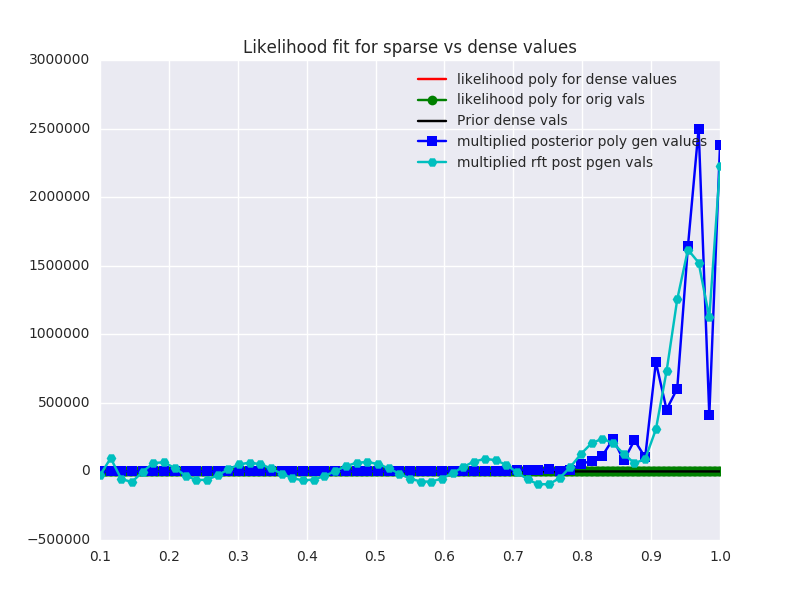 Likelihood fit for sparse vs dense values
3000000
2500000
2000000
1500000
1000000
500000
0
−500000
likelihood poly for dense values
likelihood poly for orig vals
Prior dense vals
multiplied posterior poly gen values
multiplied rft post pgen vals
0.1 0.2 0.3 0.4 0.5 0.6 0.7 0.8 0.9 1.0